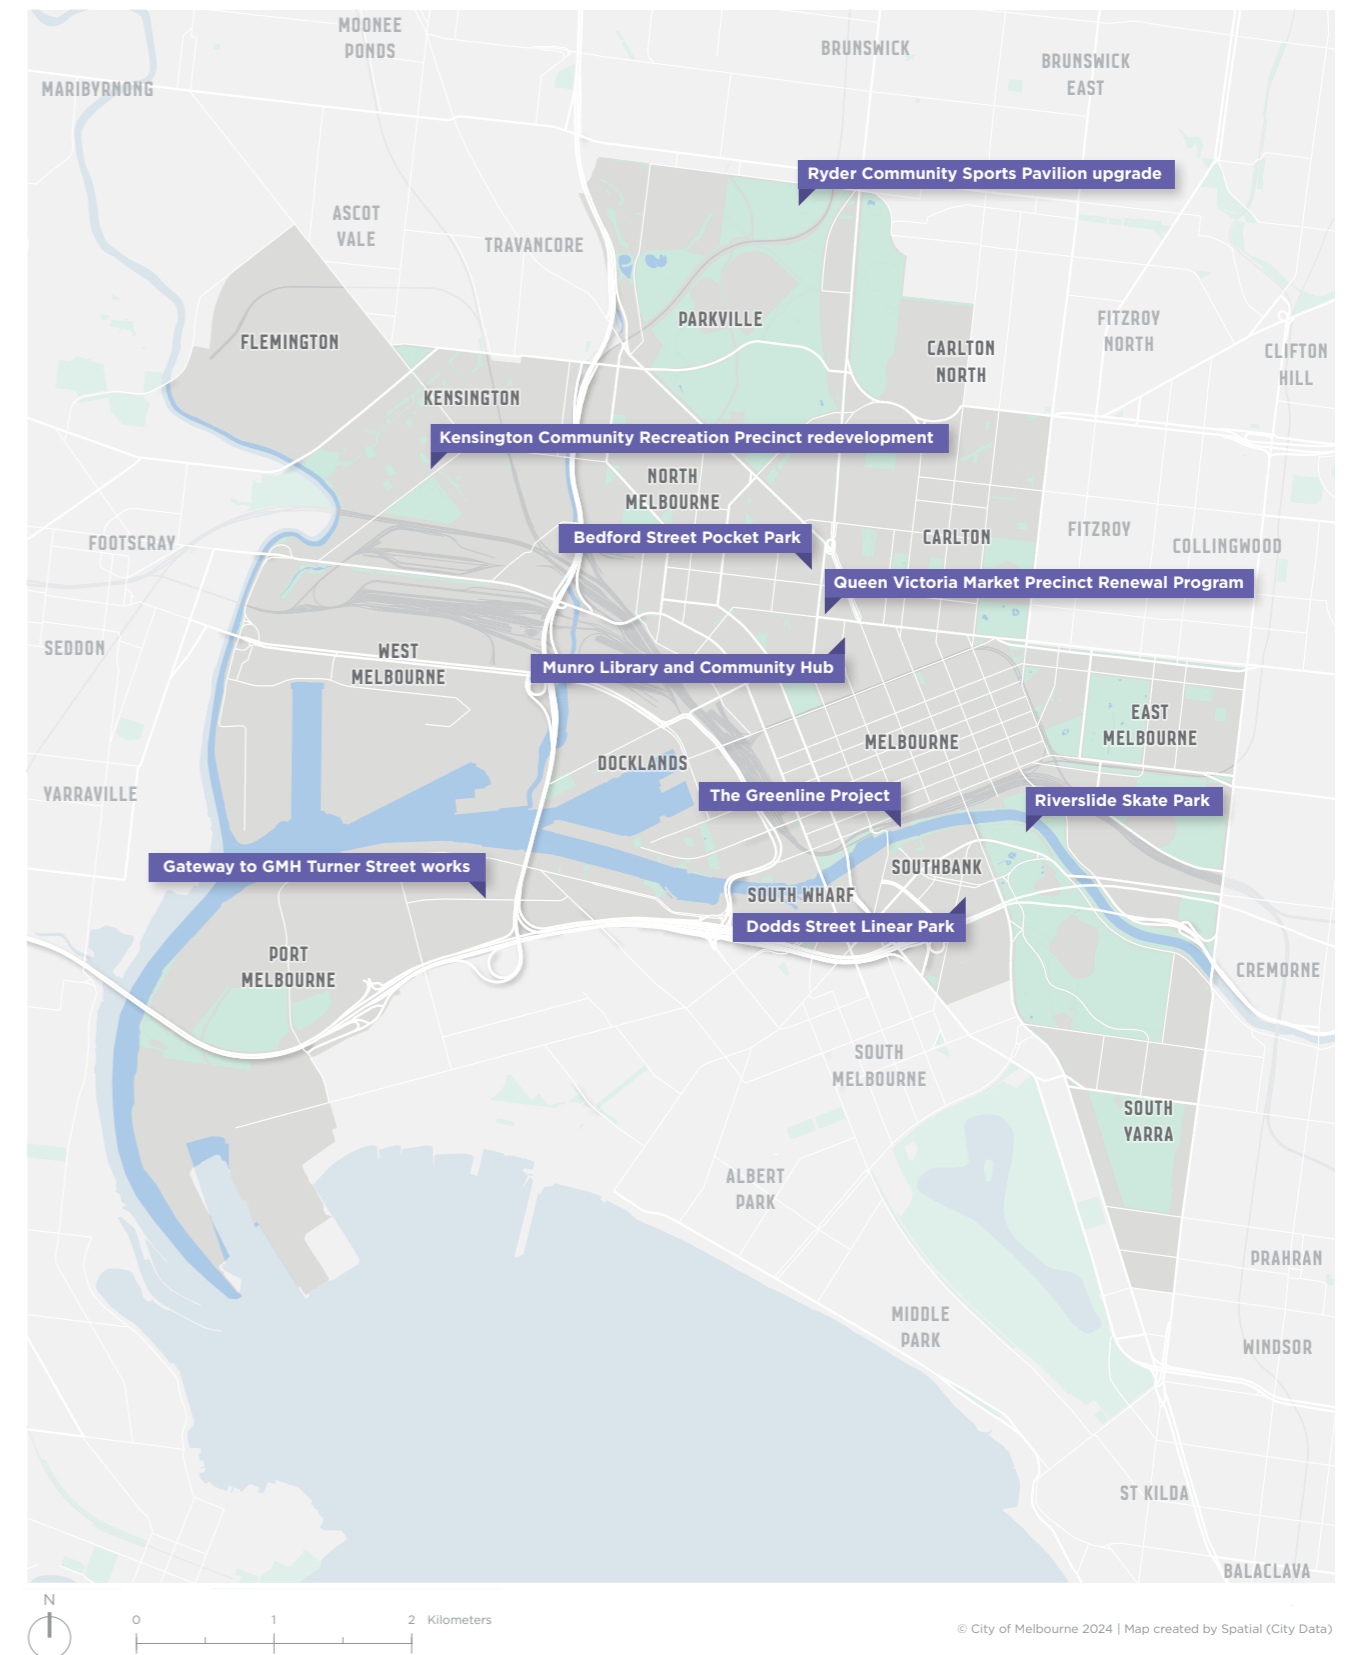 MOONEE
PONDS
BRUNSWICK
BRUNSWICK
EAST
MARIBYRNONG
Ryder Community Sports Pavilion upgrade
ASCOT
VALE
TRAVANCORE
PARKVILLE
FITZROY
NORTH
FLEMINGTON
CARLTON
NORTH
CLIFTON
HILL
KENSINGTON
Kensington Community Recreation Precinct redevelopment
NORTH
MELBOURNE
Bedford Street Pocket Park
CARLTON
FITZROY
COLLINGWOOD
FOOTSCRAY
Queen Victoria Market Precinct Renewal Program
SEDDON
WEST
MELBOURNE
Munro Library and Community Hub
EAST
MELBOURNE
MELBOURNE
DOCKLANDS
YARRAVILLE
The Greenline Project
Riverslide Skate Park
Gateway to GMH Turner Street works
SOUTHBANK
SOUTH WHARF
Dodds Street Linear Park
PORT
MELBOURNE
CREMORNE
SOUTH
MELBOURNE
SOUTH
YARRA
ALBERT
PARK
PRAHRAN
MIDDLE
PARK
WINDSOR
ST KILDA
BALACLAVA
N
0 1 2 Kilometers
© City of Melbourne 2024 | Map created by Spatial (City Data)